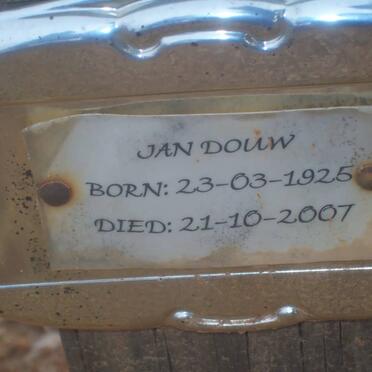 JAN DOUW
BORN: 23-03-1925
DIED: 21-10-2007